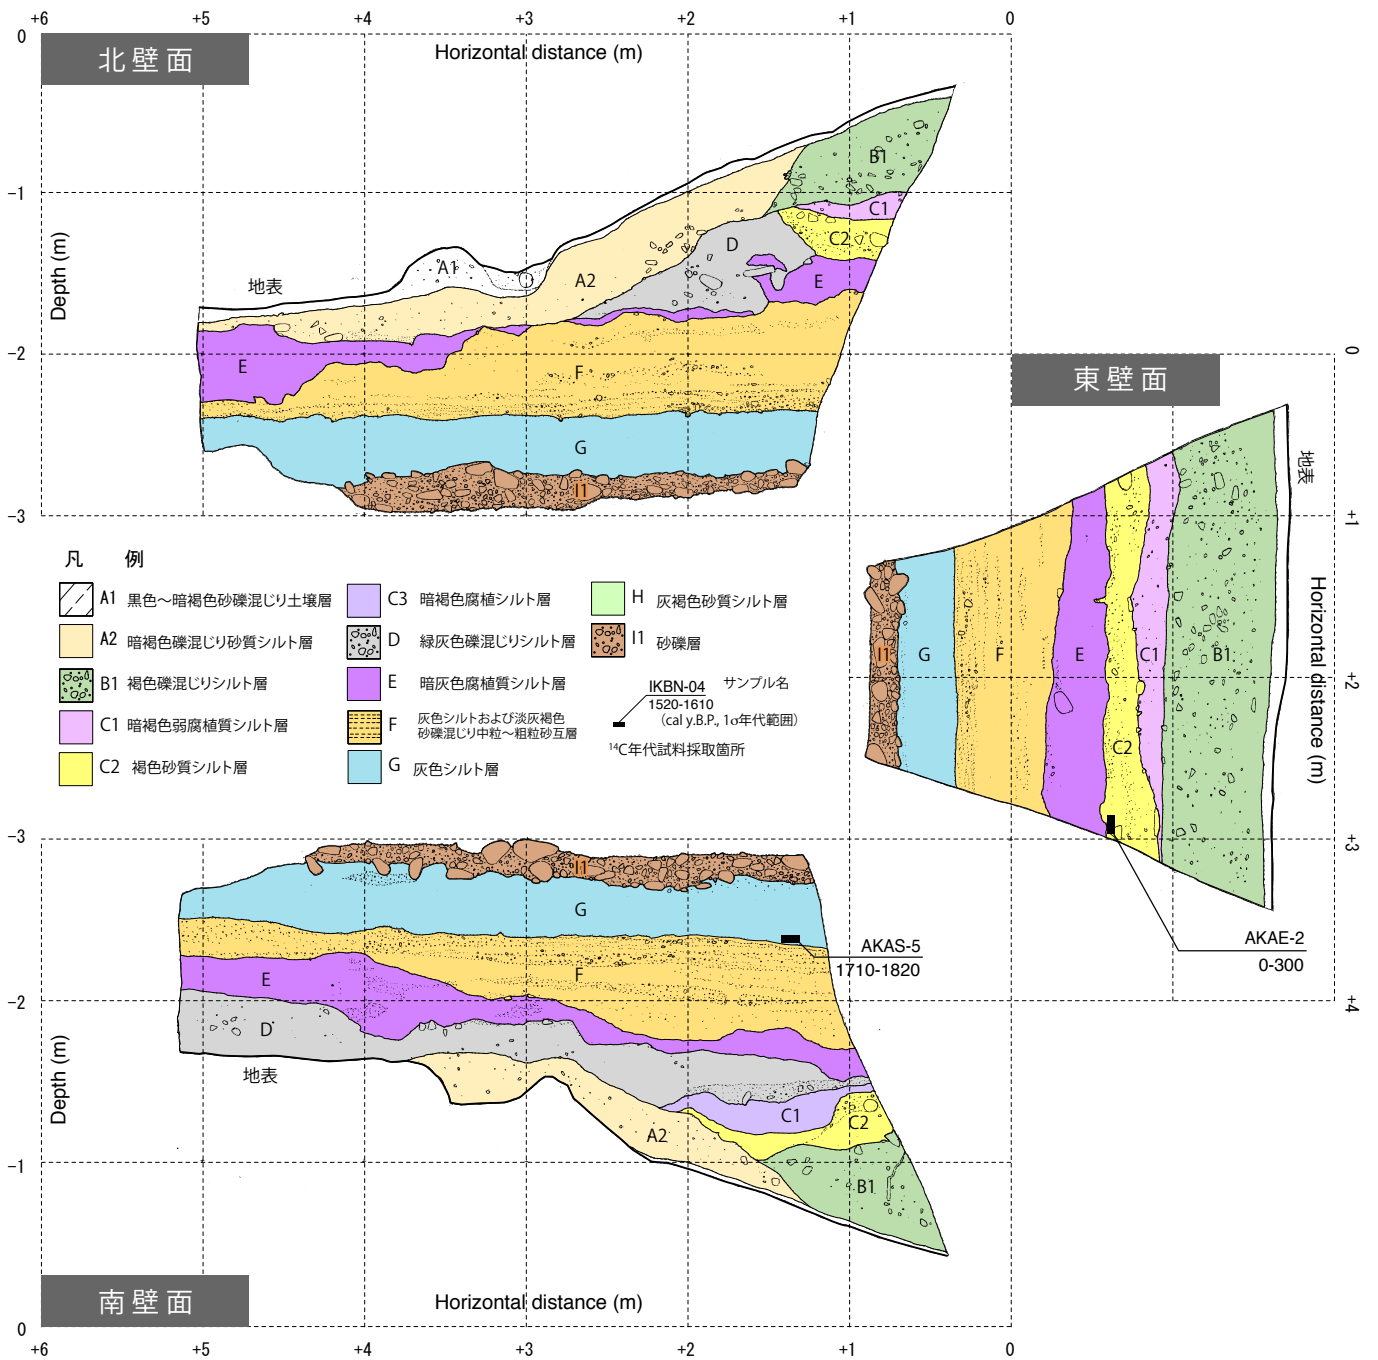 +6 +5 +4 +3 +2 +1 0
0
北壁面
Horizontal distance (m)
B1
-1
C1
C2
D
A1
E
A2
地表
Depth (m)
-2
0
E
F
東壁面
G
地表
I1
-3
+1
凡 例
A1 黒色〜暗褐色砂礫混じり土壌層
A2 暗褐色礫混じり砂質シルト層
B1 褐色礫混じりシルト層
C1 暗褐色弱腐植質シルト層
C2 褐色砂質シルト層
C3 暗褐色腐植シルト層
D 緑灰色礫混じりシルト層
E 暗灰色腐植質シルト層
F 灰色シルトおよび淡灰褐色
砂礫混じり中粒〜粗粒砂互層
G 灰色シルト層
H 灰褐色砂質シルト層
I1 砂礫層
IKBN-04 サンプル名
1520-1610
（cal y.B.P., 1σ年代範囲）
¹⁴C年代試料採取箇所
I1 G F E C1 B1
C2
Horizontal distance (m)
+2
+3
AKAE-2
0-300
+4
-3
I1
G
AKAS-5
1710-1820
F
E
-2
D
地表
Depth (m)
C1
C2
A2
-1
B1
南壁面
Horizontal distance (m)
0
+6 +5 +4 +3 +2 +1 0